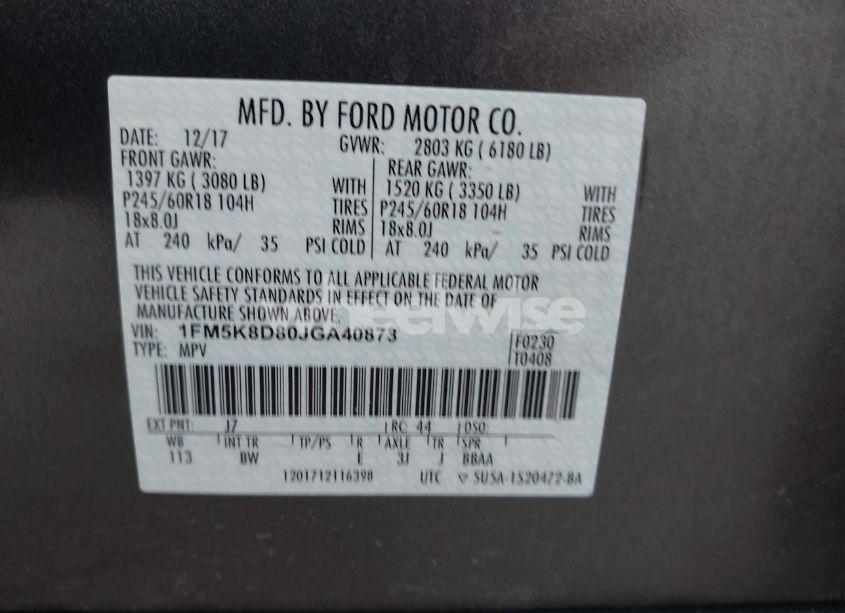 MFD. BY FORD MOTOR CO.
DATE: 12/17 GVWR: 2803 KG ( 6180 LB)
FRONT GAWR: REAR GAWR:
1397 KG ( 3080 LB) WITH 1520 KG ( 3350 LB) WITH
P245/60R18 104H TIRES P245/60R18 104H TIRES
18x8.0J RIMS 18x8.0J RIMS
AT 240 kPa/ 35 PSI COLD AT 240 kPa/ 35 PSI COLD
THIS VEHICLE CONFORMS TO ALL APPLICABLE FEDERAL MOTOR
VEHICLE SAFETY STANDARDS IN EFFECT ON THE DATE OF
MANUFACTURE SHOWN ABOVE.
VIN: 1FM5K8D80JGA40873 F0230
TYPE: MPV T0408
EXT PNT: J7 RC: 44 DSO:
WB INT TR TP/PS R AXLE TR SPR
113 BW E 3J J BBAA
1201712116398 UTC ▽ 5U5A-1520472-BA